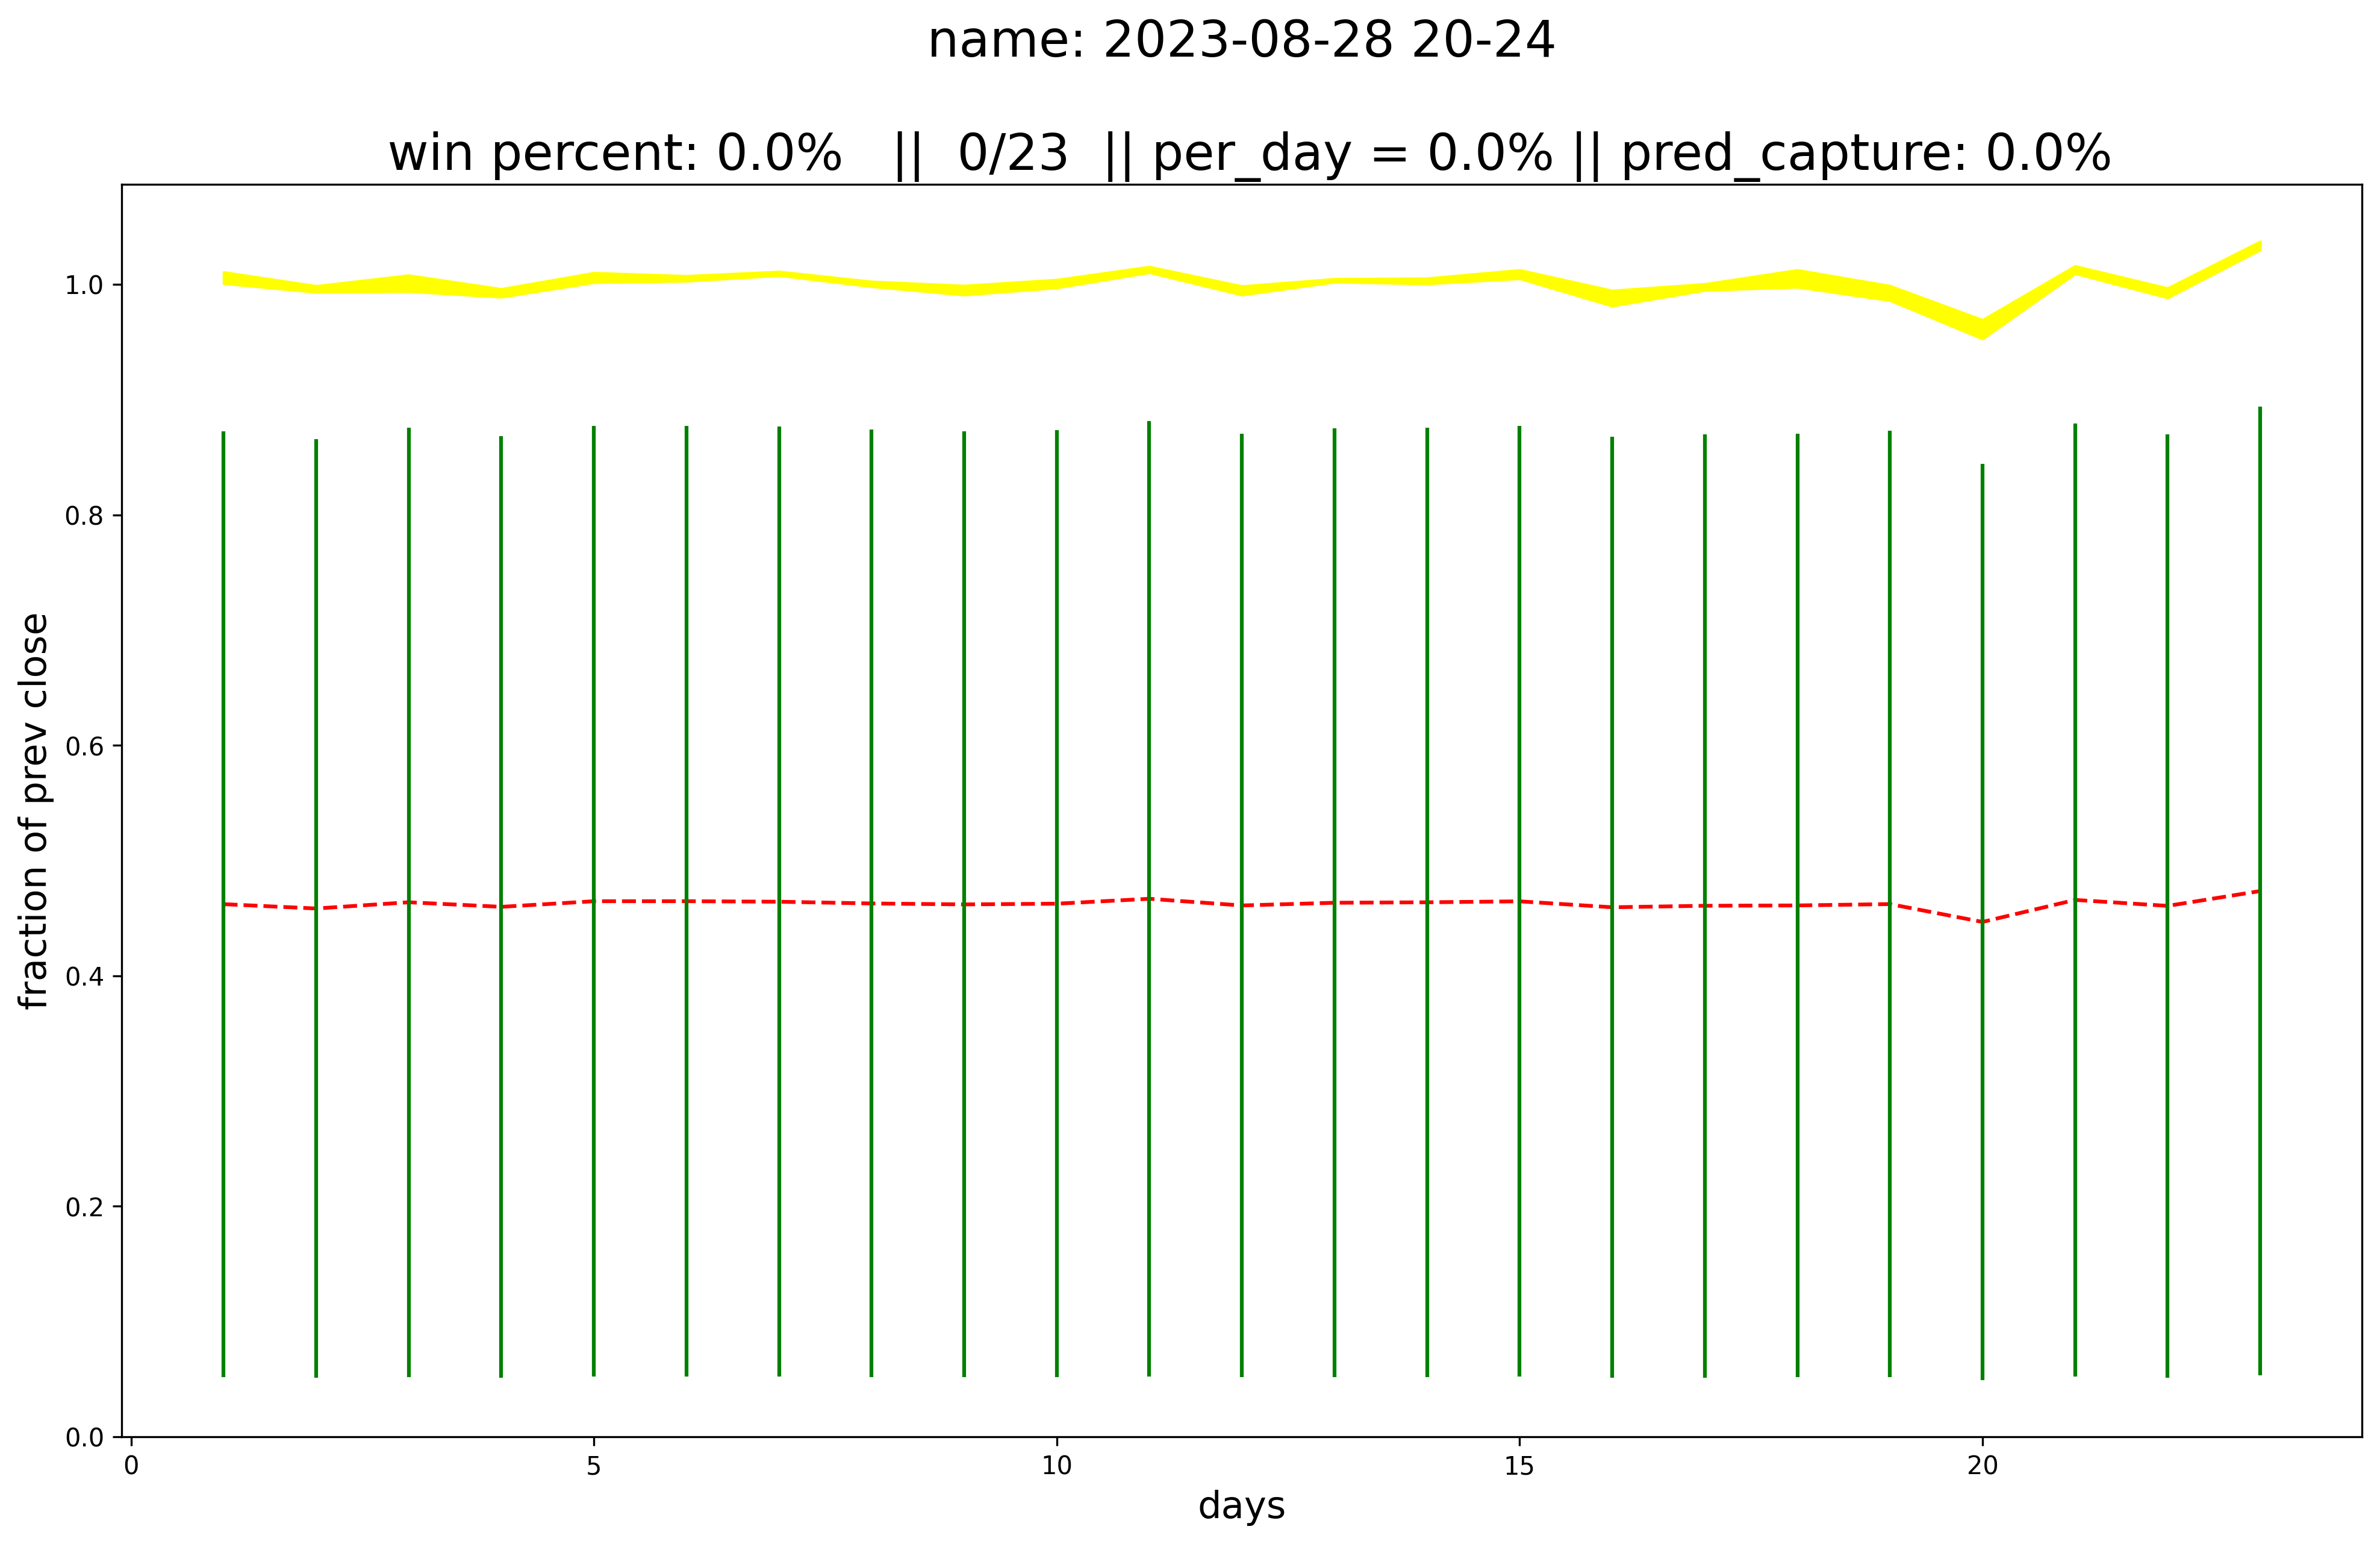 name: 2023-08-28 20-24
win percent: 0.0%   ||  0/23  || per_day = 0.0% || pred_capture: 0.0%
1.0
0.8
0.6
0.4
0.2
0.0
fraction of prev close
0 5 10 15 20
days